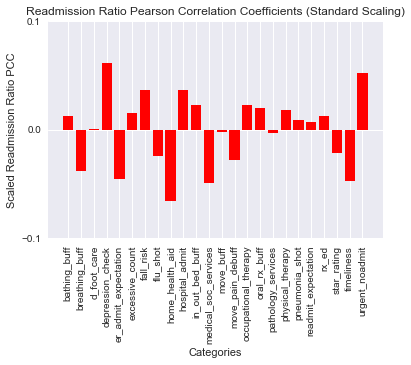 Readmission Ratio Pearson Correlation Coefficients (Standard Scaling)
Scaled Readmission Ratio PCC
0.1
0.0
−0.1
bathing_buff
breathing_buff
d_foot_care
depression_check
er_admit_expectation
excessive_count
fall_risk
flu_shot
home_health_aid
hospital_admit
in_out_bed_buff
medical_soc_services
move_buff
move_pain_debuff
occupational_therapy
oral_rx_buff
pathology_services
physical_therapy
pneumonia_shot
readmit_expectation
rx_ed
star_rating
timeliness
urgent_noadmit
Categories